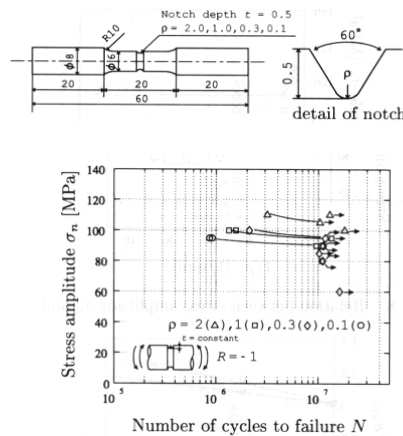 R10
Notch depth t = 0.5
ρ = 2.0,1.0,0.3,0.1
φ8
φ6
20
20
20
60
60°
0.5
ρ
detail of notch
Stress amplitude σn [MPa]
140
120
100
80
60
40
20
0
ρ = 2(△),1(□),0.3(◇),0.1(○)
t = constant
R = - 1
10^5
10^6
10^7
Number of cycles to failure N